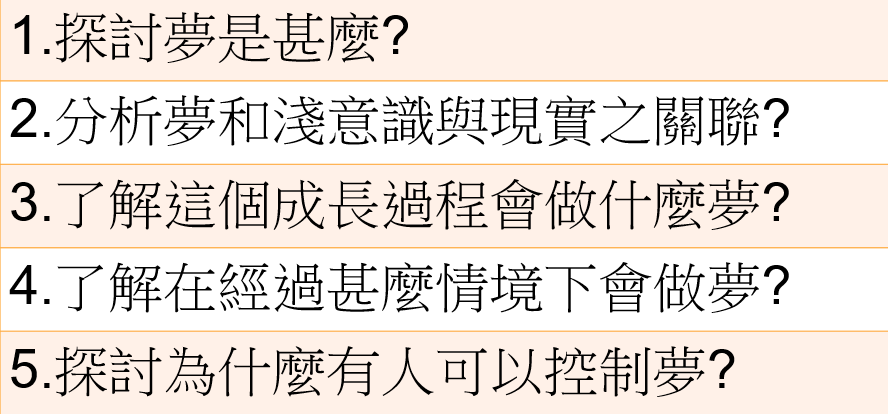 1.探討夢是甚麼?
2.分析夢和淺意識與現實之關聯?
3.了解這個成長過程會做什麼夢?
4.了解在經過甚麼情境下會做夢?
5.探討為什麼有人可以控制夢?